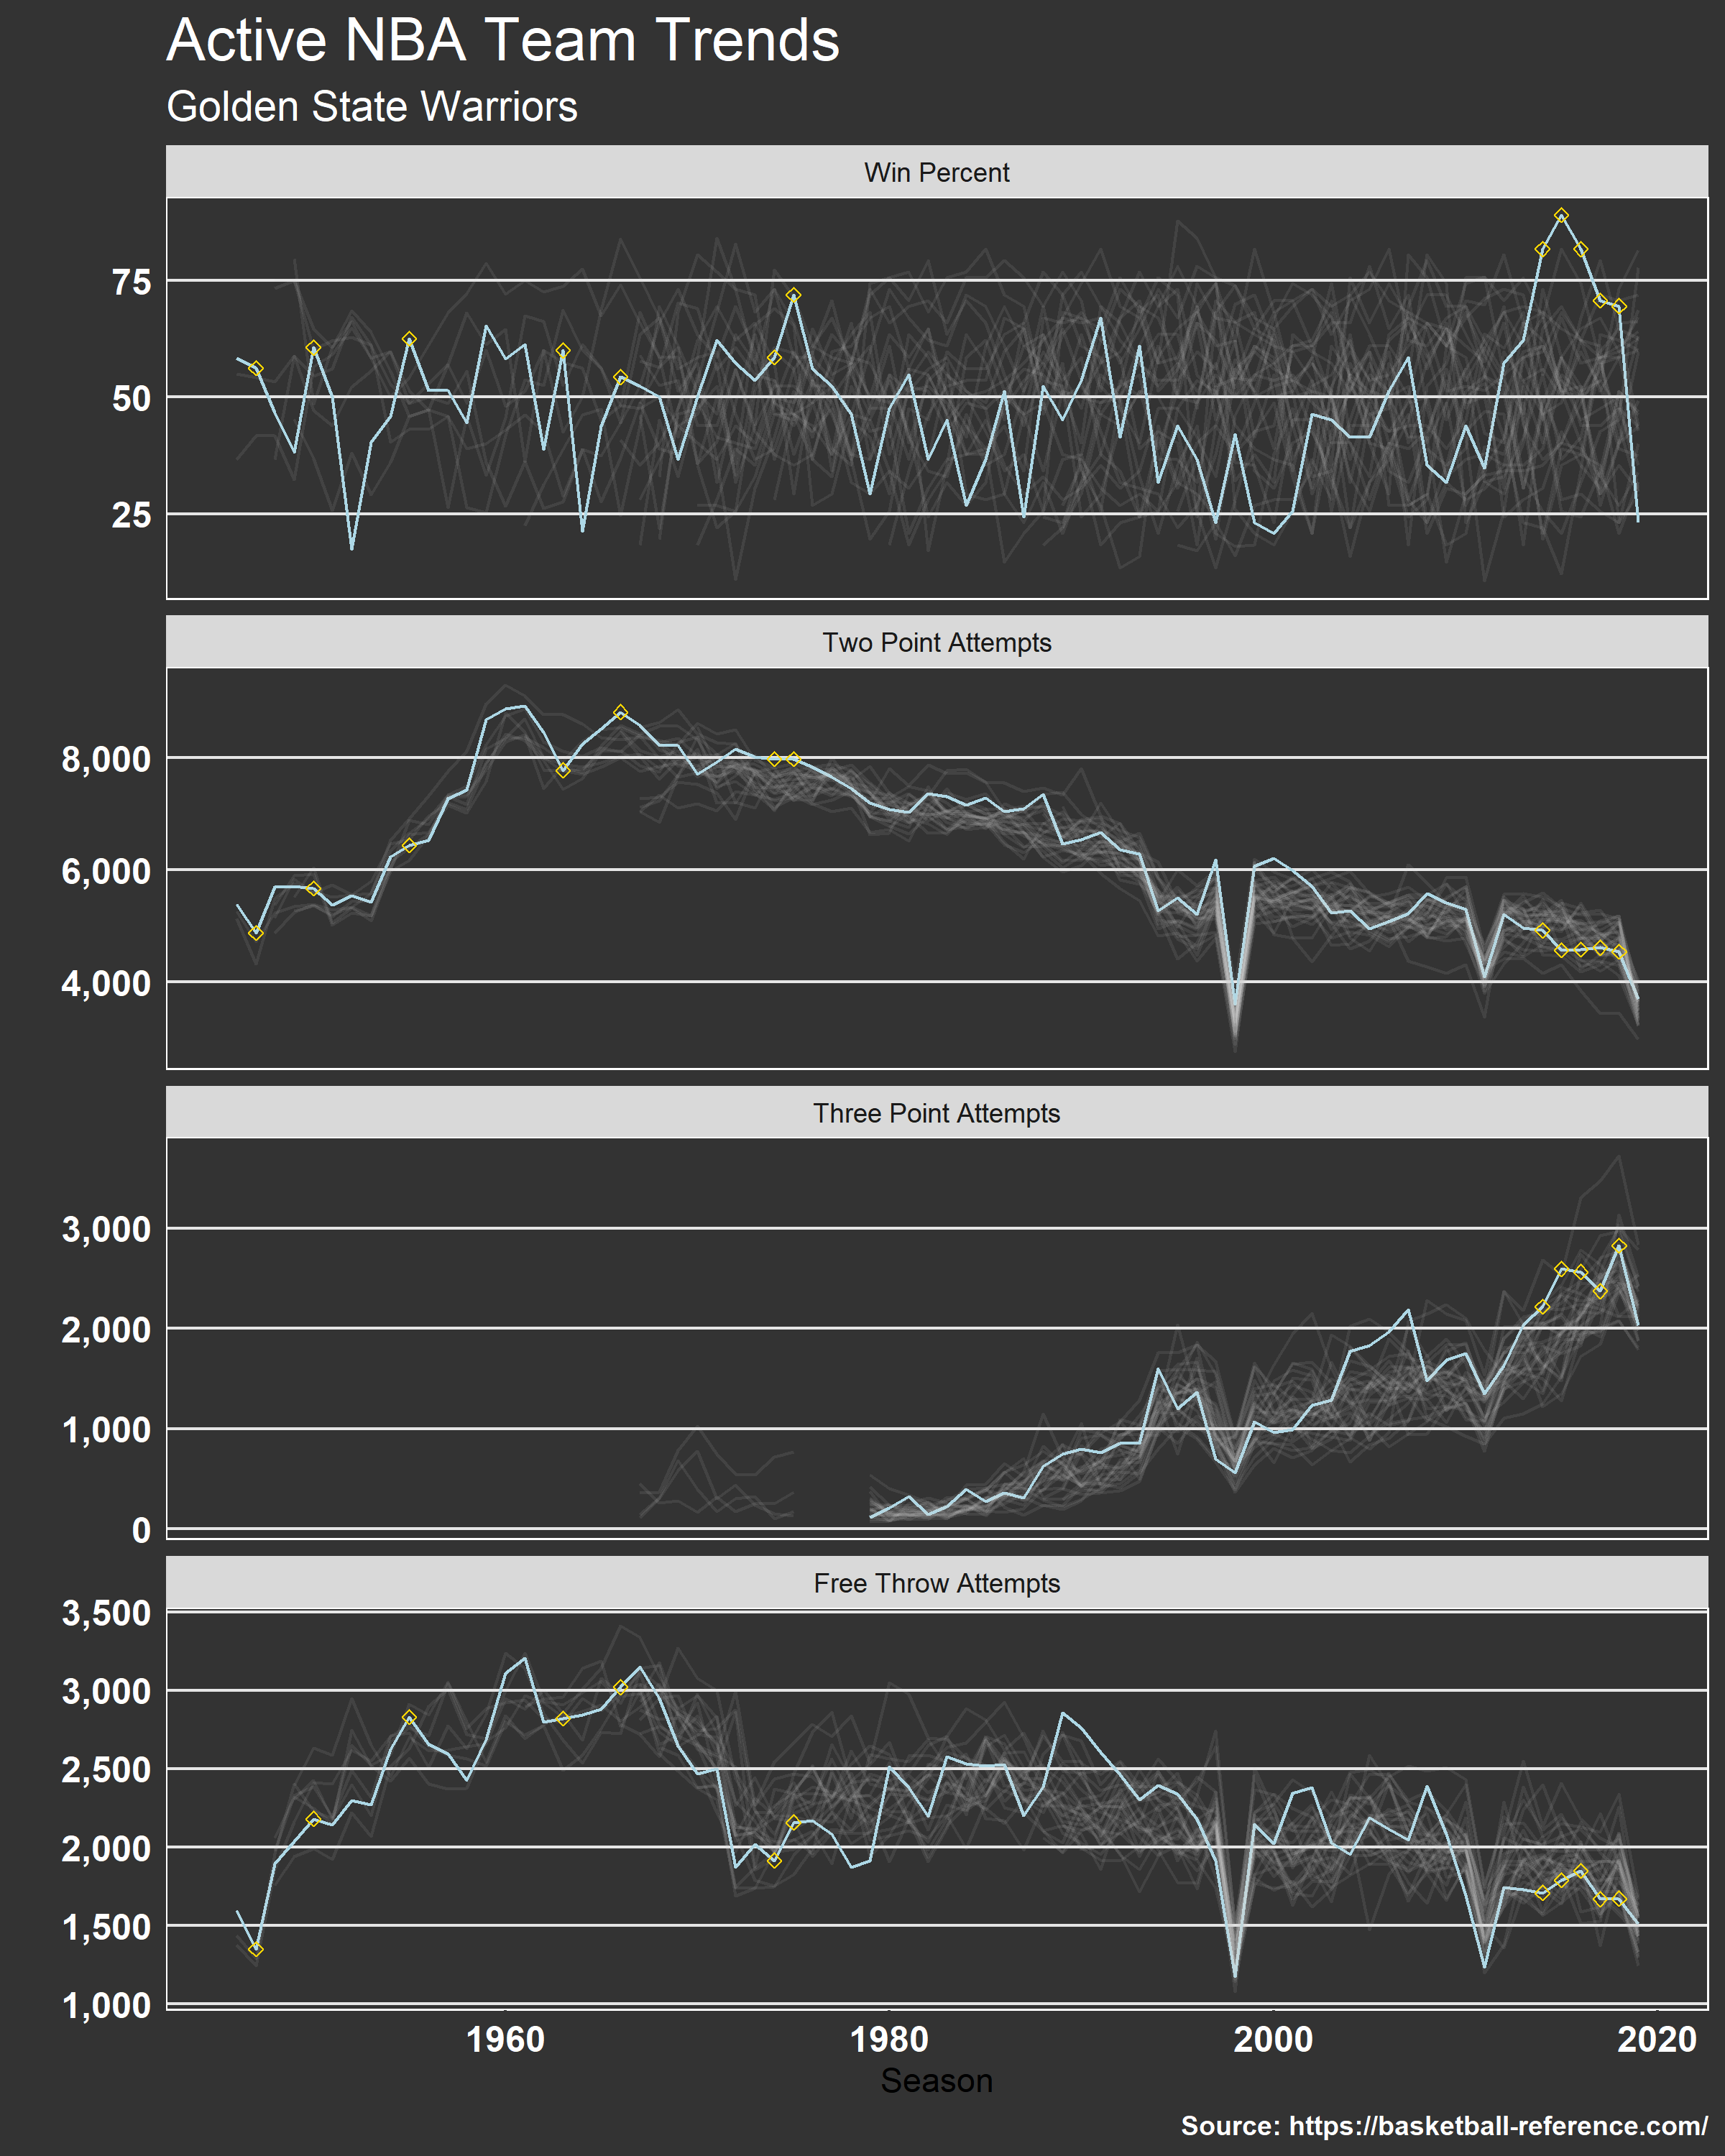 Active NBA Team Trends
Golden State Warriors
Win Percent
75
50
25
Two Point Attempts
8,000
6,000
4,000
Three Point Attempts
3,000
2,000
1,000
0
Free Throw Attempts
3,500
3,000
2,500
2,000
1,500
1,000
1960 1980 2000 2020
Season
Source: https://basketball-reference.com/